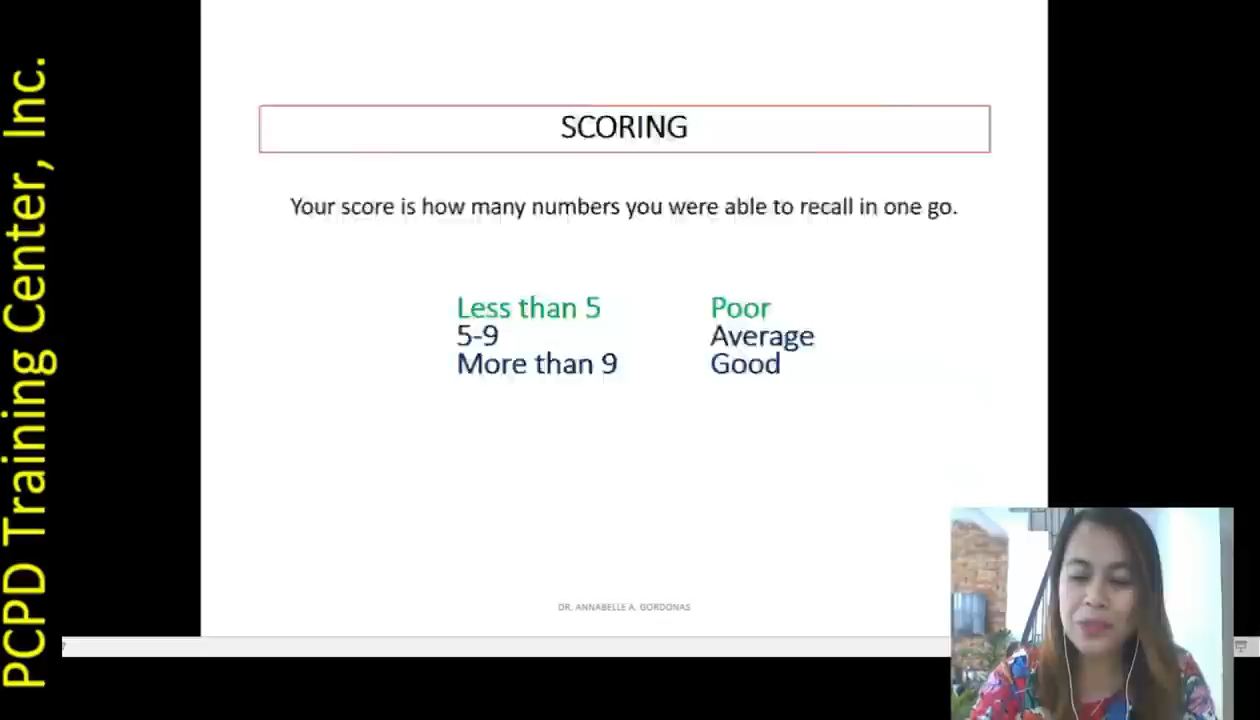 PCPD Training Center, Inc.
SCORING
Your score is how many numbers you were able to recall in one go.
Less than 5 Poor
5-9 Average
More than 9 Good
DR. ANNABELLE A. GORDONAS